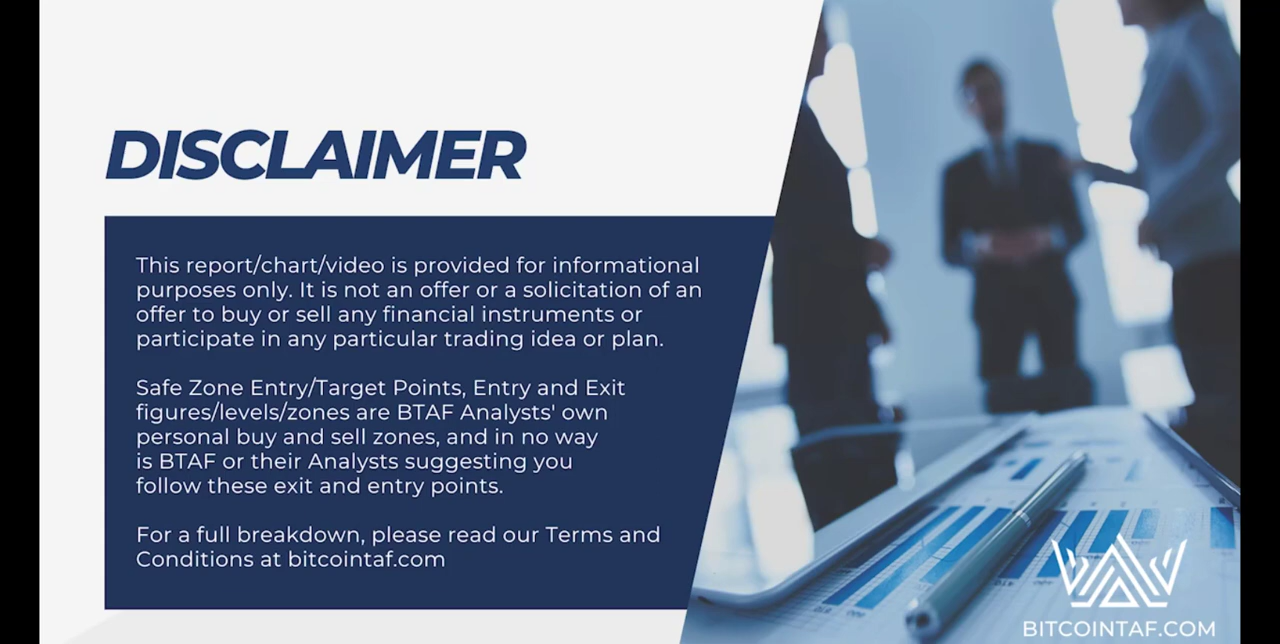 DISCLAIMER
This report/chart/video is provided for informational
purposes only. It is not an offer or a solicitation of an
offer to buy or sell any financial instruments or
participate in any particular trading idea or plan.
Safe Zone Entry/Target Points, Entry and Exit
figures/levels/zones are BTAF Analysts' own
personal buy and sell zones, and in no way
is BTAF or their Analysts suggesting you
follow these exit and entry points.
For a full breakdown, please read our Terms and
Conditions at bitcointaf.com
BITCOINTAF.COM